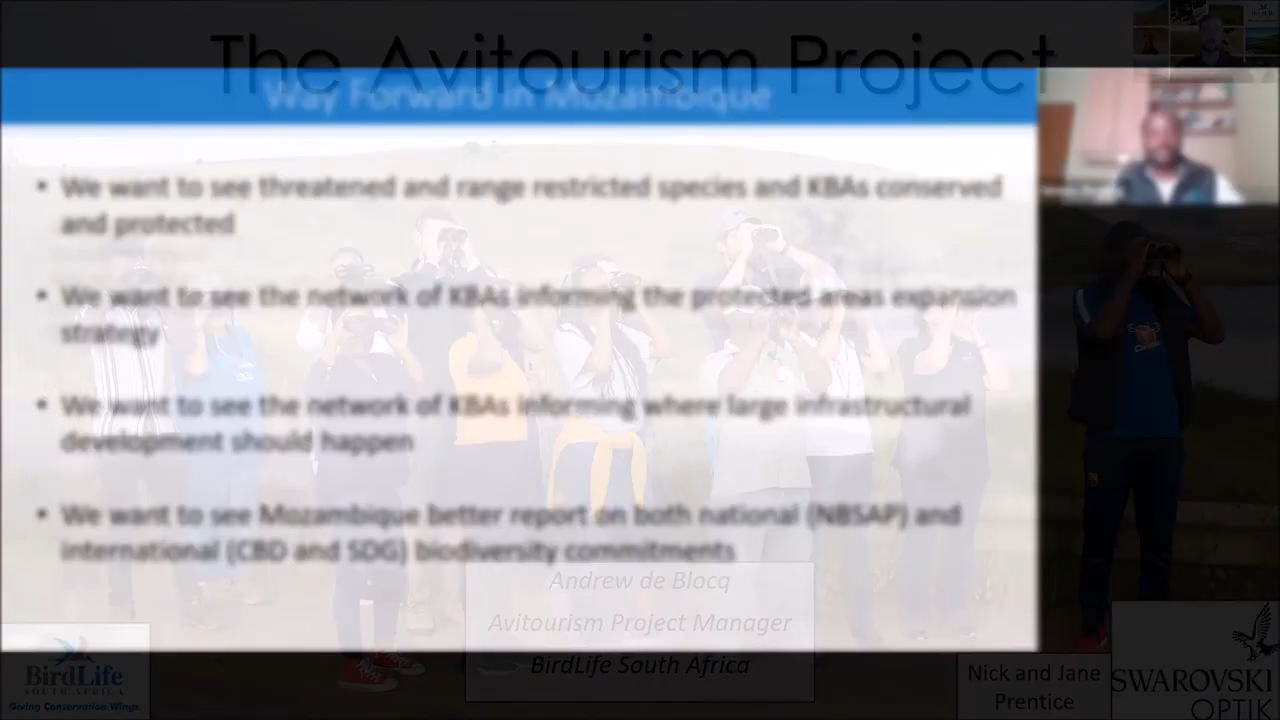 The Avitourism Project
Way Forward in Mozambique
• We want to see threatened and range restricted species and KBAs conserved
and protected
• We want to see the network of KBAs informing the protected areas expansion
strategy
• We want to see the network of KBAs informing where large infrastructural
development should happen
• We want to see Mozambique better report on both national (NBSAP) and
international (CBD and SDG) biodiversity commitments
Andrew de Blocq
Avitourism Project Manager
BirdLife South Africa
BirdLife
SOUTH AFRICA
Giving Conservation Wings
Nick and Jane
Prentice
SWAROVSKI
OPTIK